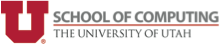 U SCHOOL OF COMPUTING
THE UNIVERSITY OF UTAH